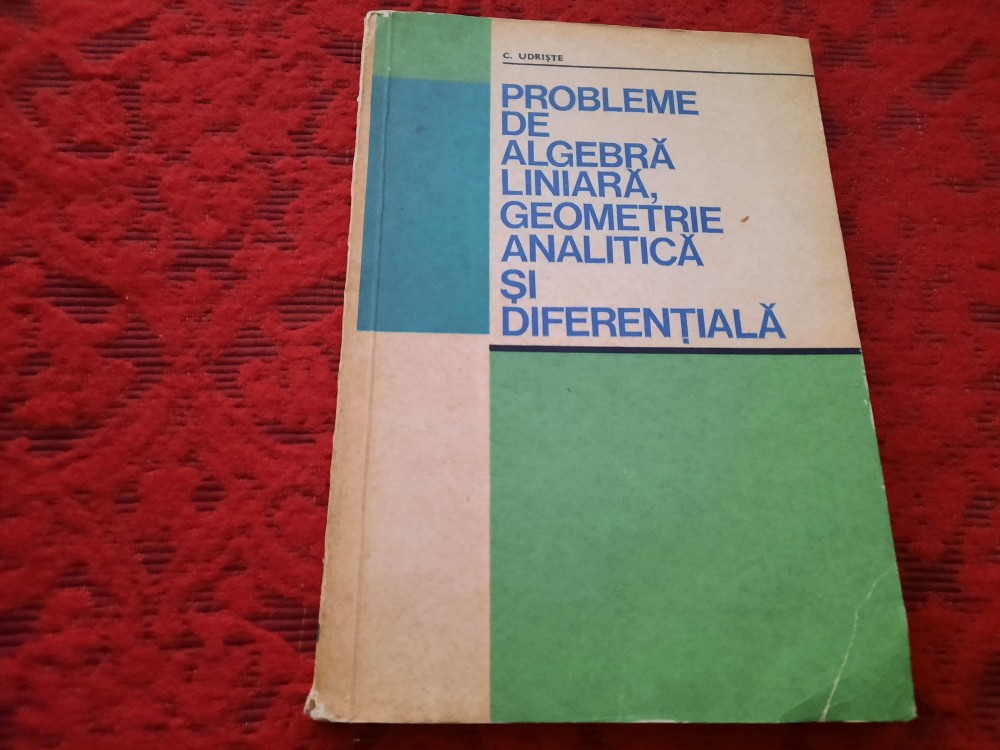 C. UDRIŞTE
PROBLEME
DE
ALGEBRĂ
LINIARĂ,
GEOMETRIE
ANALITICĂ
ŞI
DIFERENŢIALĂ